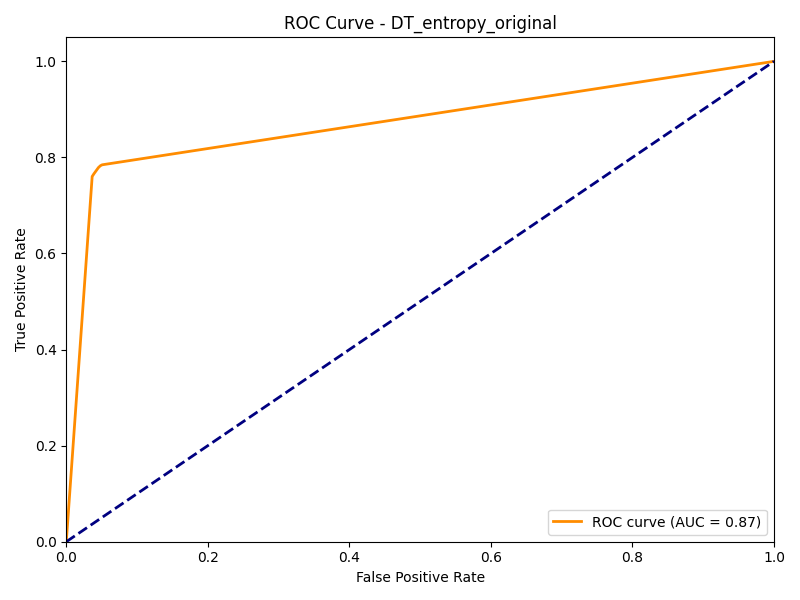 ROC Curve - DT_entropy_original
True Positive Rate
1.0
0.8
0.6
0.4
0.2
0.0
ROC curve (AUC = 0.87)
0.0 0.2 0.4 0.6 0.8 1.0
False Positive Rate